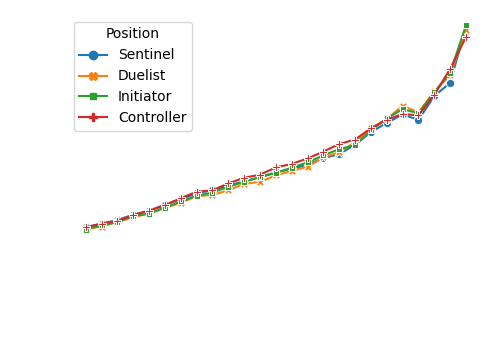 Position
Sentinel
Duelist
Initiator
Controller